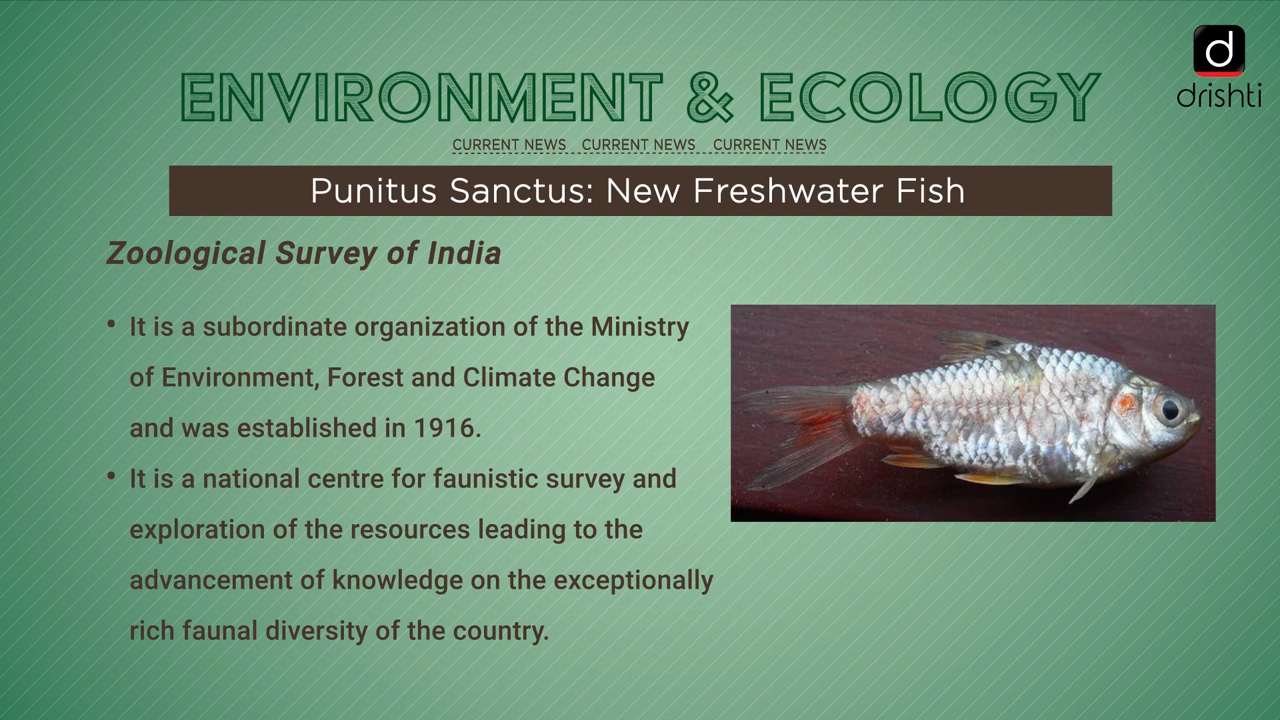 d
drishti
ENVIRONMENT & ECOLOGY
CURRENT NEWS CURRENT NEWS CURRENT NEWS
Punitus Sanctus: New Freshwater Fish
Zoological Survey of India
• It is a subordinate organization of the Ministry
of Environment, Forest and Climate Change
and was established in 1916.
• It is a national centre for faunistic survey and
exploration of the resources leading to the
advancement of knowledge on the exceptionally
rich faunal diversity of the country.